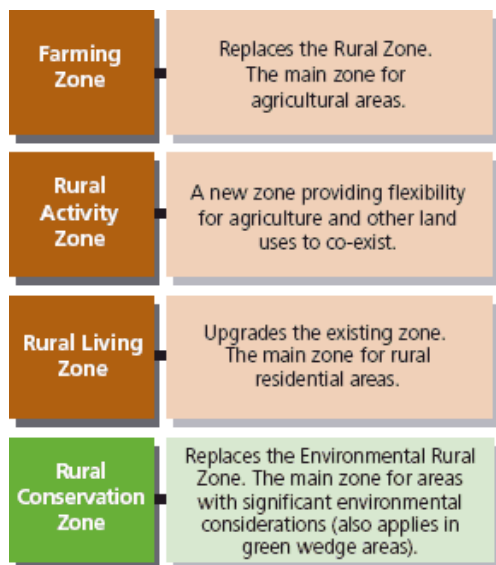 Farming
Zone
Replaces the Rural Zone.
The main zone for
agricultural areas.
Rural
Activity
Zone
A new zone providing flexibility
for agriculture and other land
uses to co-exist.
Rural Living
Zone
Upgrades the existing zone.
The main zone for rural
residential areas.
Rural
Conservation
Zone
Replaces the Environmental Rural
Zone. The main zone for areas
with significant environmental
considerations (also applies in
green wedge areas).